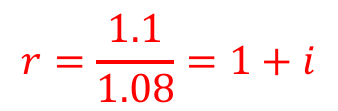 r = 1.1/1.08 = 1 + i